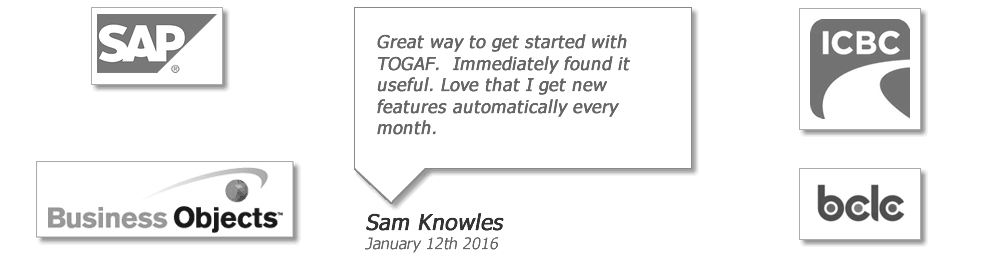 SAP®
Great way to get started with
TOGAF.  Immediately found it
useful. Love that I get new
features automatically every
month.
ICBC
Business Objects™
Sam Knowles
January 12th 2016
bclc